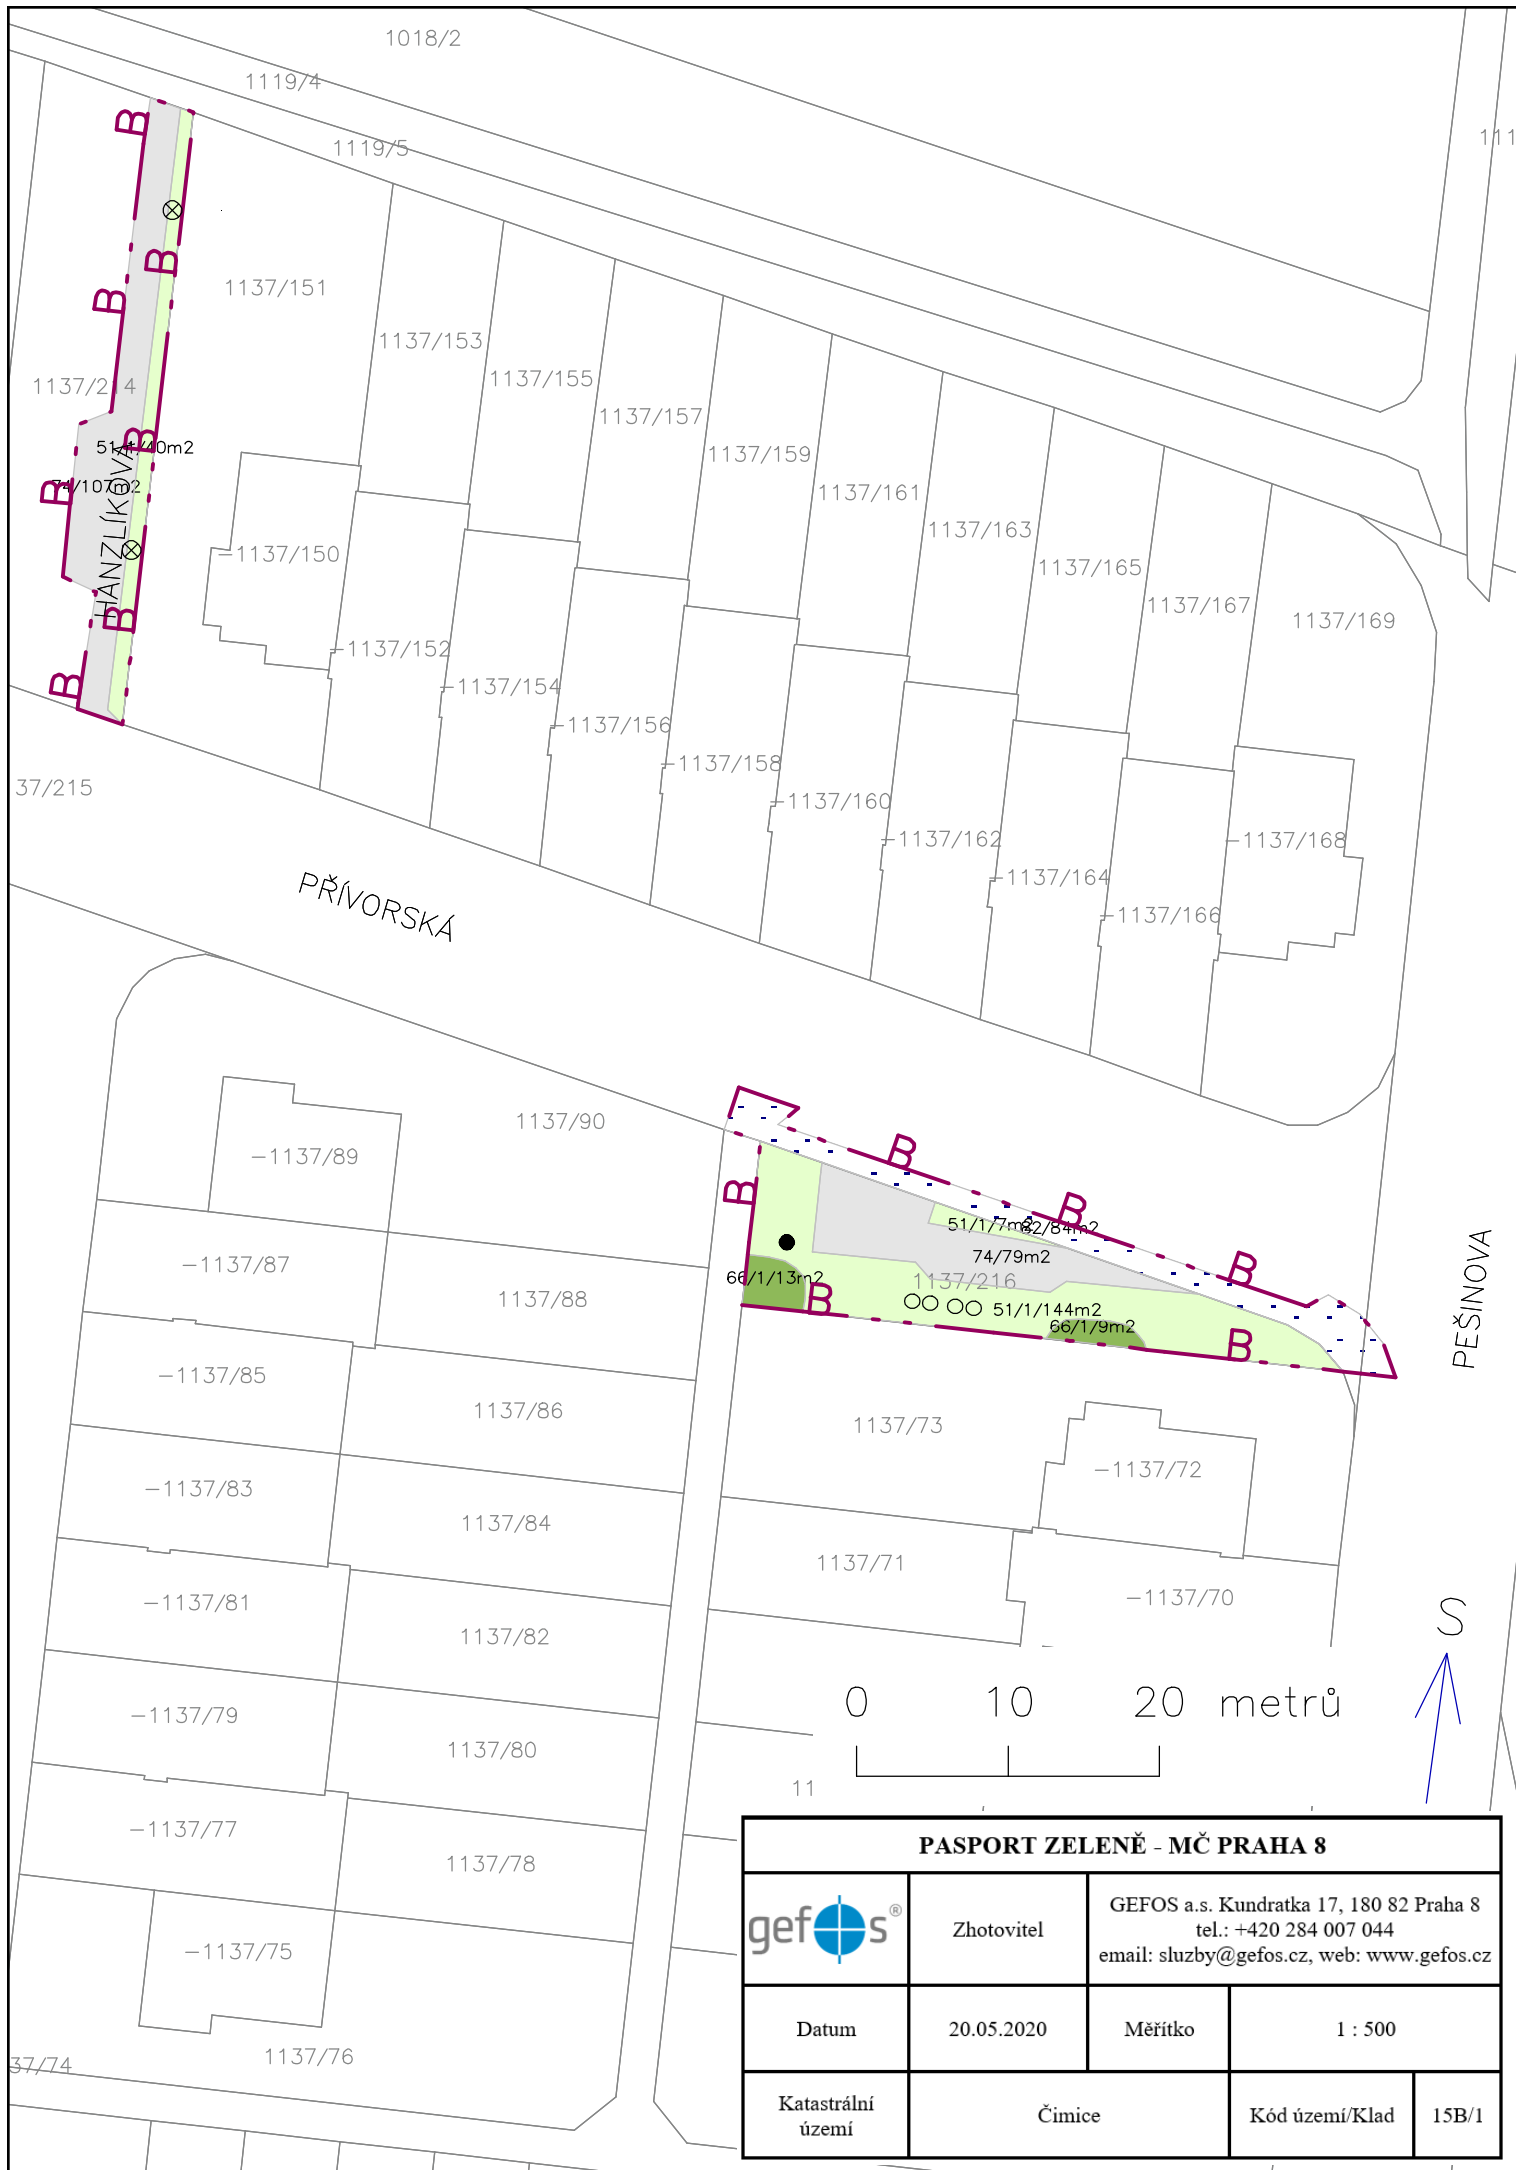 1018/2
1119/4
1119/5
111
1137/151
1137/153
1137/155
1137/157
1137/159
1137/161
1137/163
1137/165
1137/167
1137/169
1137/214
B
B
B
B
B
B
B
B
51/1/40m2
74/107m2
HANZLÍKOVA
1137/150
1137/152
1137/154
1137/156
1137/158
1137/160
1137/162
1137/164
1137/166
1137/168
37/215
PŘÍVORSKÁ
1137/90
1137/89
1137/87
1137/88
1137/85
1137/86
1137/83
1137/84
1137/81
1137/82
1137/79
1137/80
1137/77
1137/78
1137/75
1137/76
37/74
B
B
B
B
B
B
51/1/7m2
82/84m2
74/79m2
66/1/13m2
1137/216
51/1/144m2
66/1/9m2
PEŠINOVA
1137/73
1137/72
1137/71
1137/70
11
S
0 10 20 metrů
PASPORT ZELENĚ - MČ PRAHA 8
gefos®
Zhotovitel
GEFOS a.s. Kundratka 17, 180 82 Praha 8
tel.: +420 284 007 044
email: sluzby@gefos.cz, web: www.gefos.cz
Datum
20.05.2020
Měřítko
1 : 500
Katastrální
území
Čimice
Kód území/Klad
15B/1